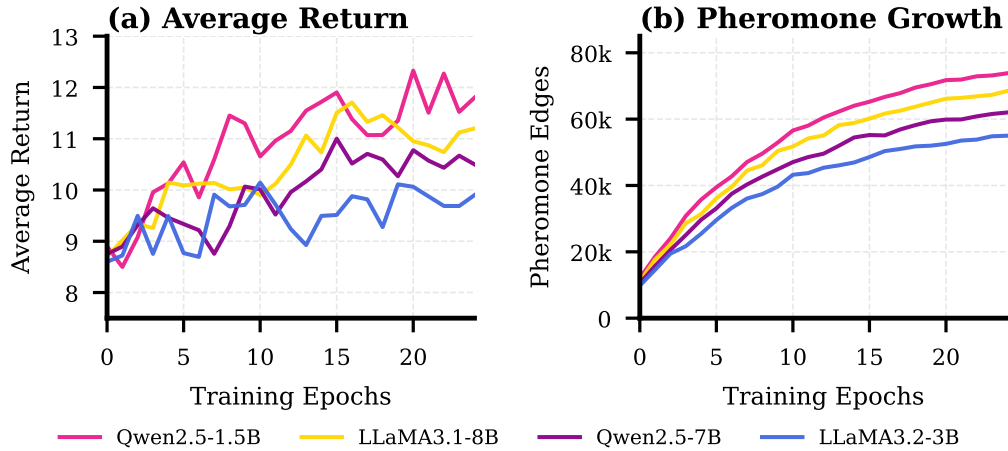 (a) Average Return
13
12
11
10
9
8
Average Return
0 5 10 15 20
Training Epochs
(b) Pheromone Growth
80k
60k
40k
20k
0
Pheromone Edges
0 5 10 15 20
Training Epochs
Qwen2.5-1.5B LLaMA3.1-8B Qwen2.5-7B LLaMA3.2-3B